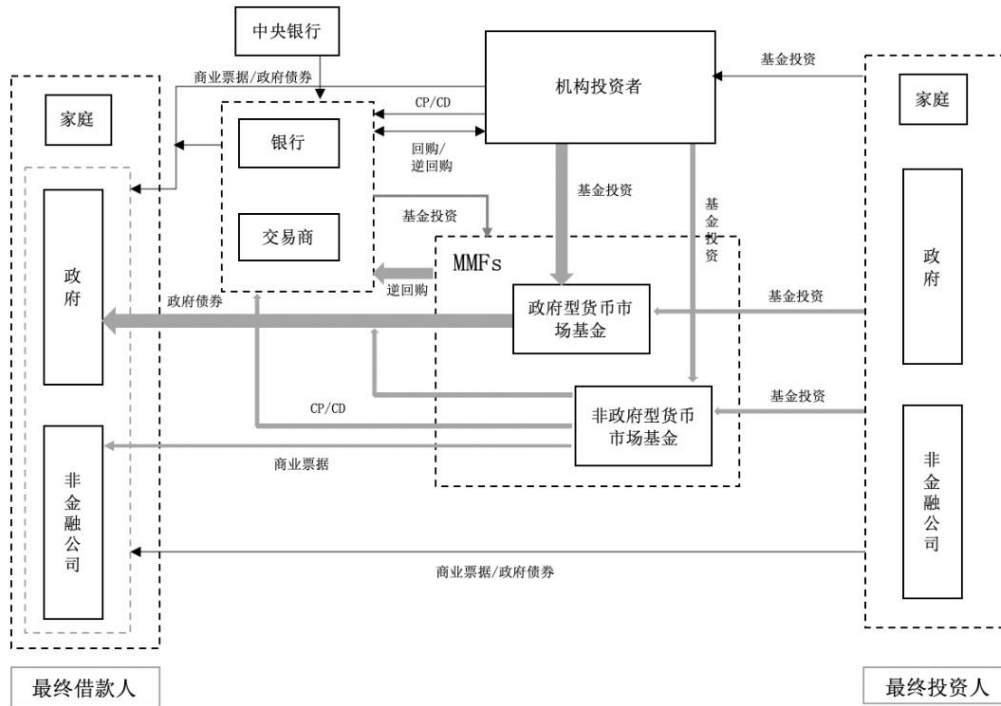 中央银行
机构投资者
基金投资
商业票据/政府债券
家庭
CP/CD
家庭
银行
回购/
逆回购
政
府
基金投资
基
金
投
资
政
府
交易商
基金投资
MMFs
逆回购
政府债券
政府型货币市
场基金
基金投资
非政府型货币
市场基金
基金投资
CP/CD
商业票据
非
金
融
公
司
非
金
融
公
司
商业票据/政府债券
最终借款人
最终投资人